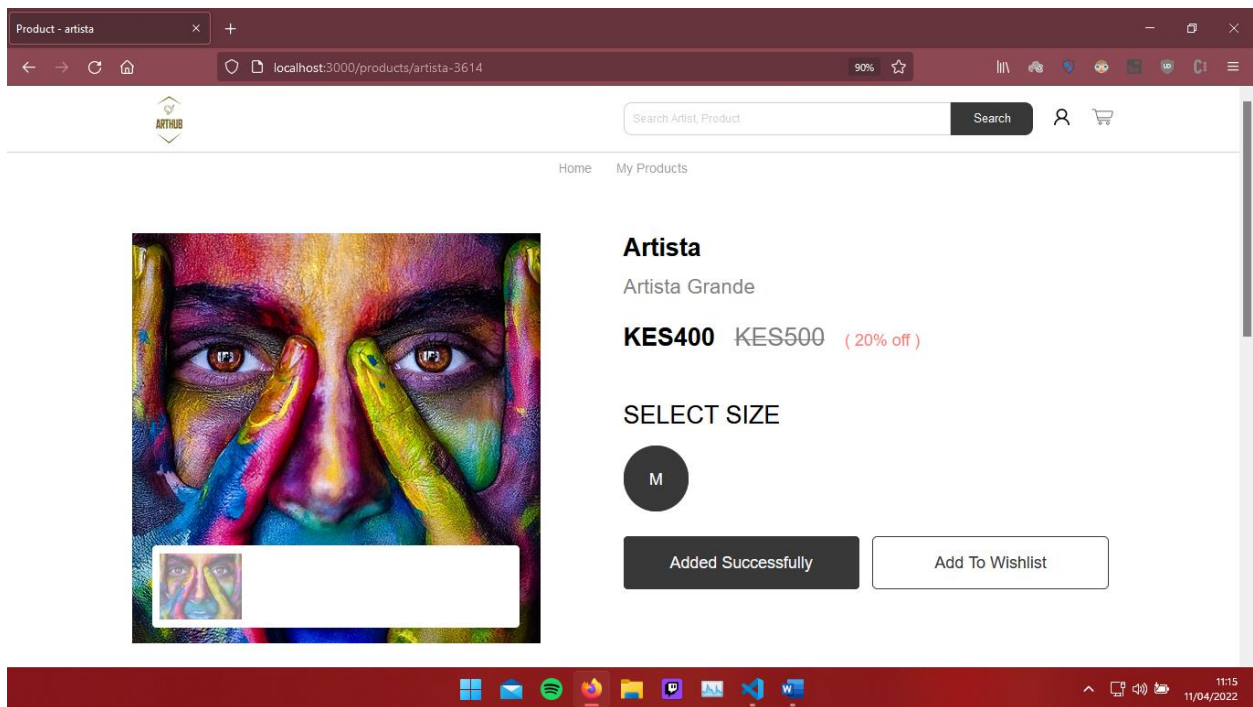 Product - artista
localhost:3000/products/artista-3614
90%
ARTHUB
Search Artist, Product
Search
Home My Products
Artista
Artista Grande
KES400 KES500 ( 20% off )
SELECT SIZE
M
Added Successfully
Add To Wishlist
11:15
11/04/2022